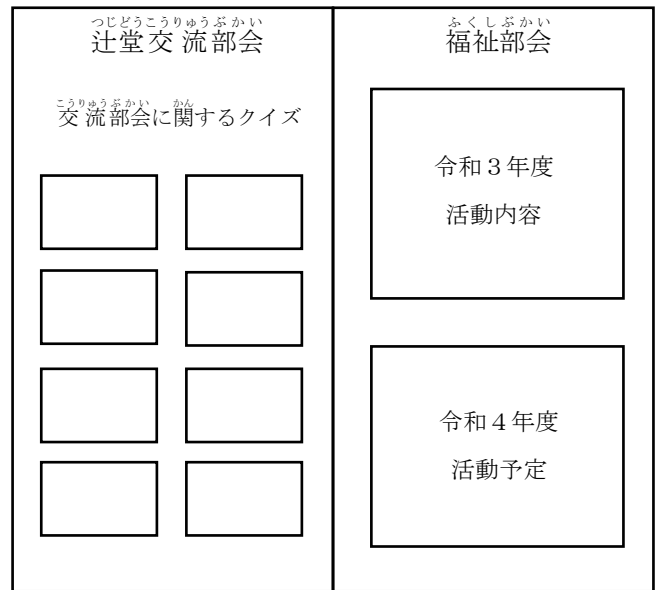 つじどうこうりゅうぶかい
辻堂交流部会
こうりゅうぶかい かん
交流部会に関するクイズ
ふくしぶかい
福祉部会
令和３年度
活動内容
令和４年度
活動予定